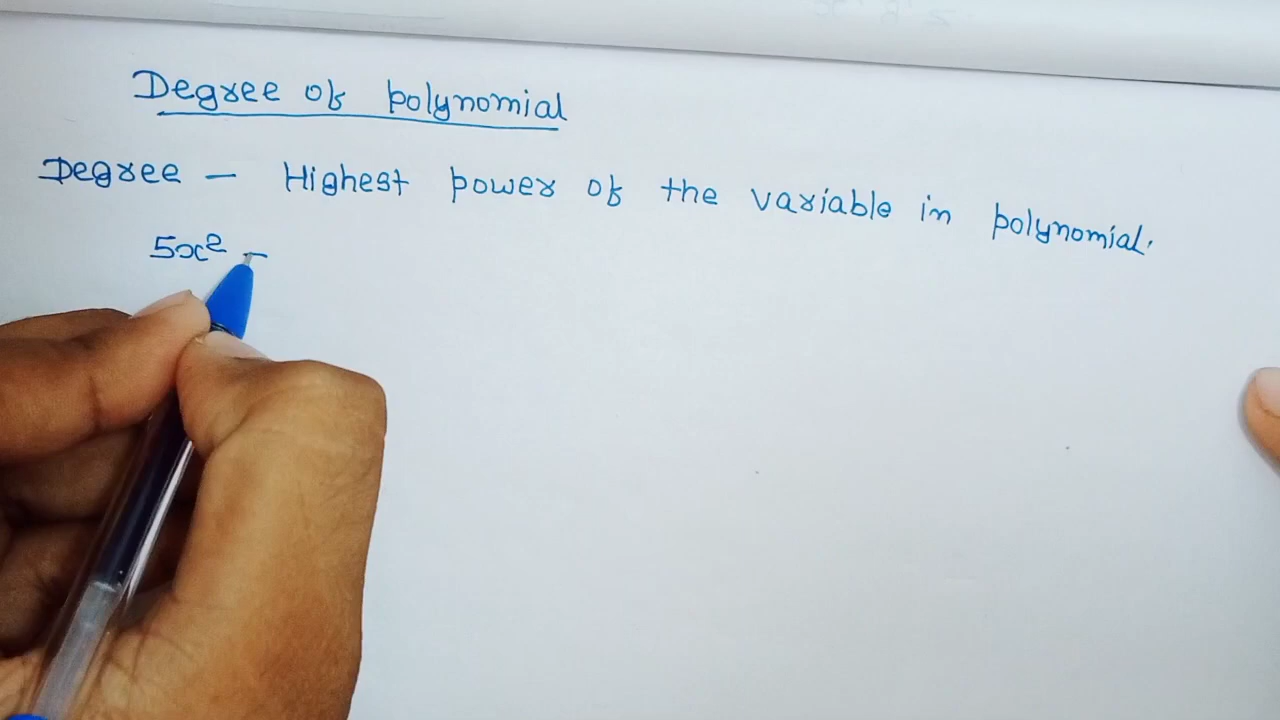 Degree of polynomial
Degree - Highest power of the variable in polynomial.
5x² -